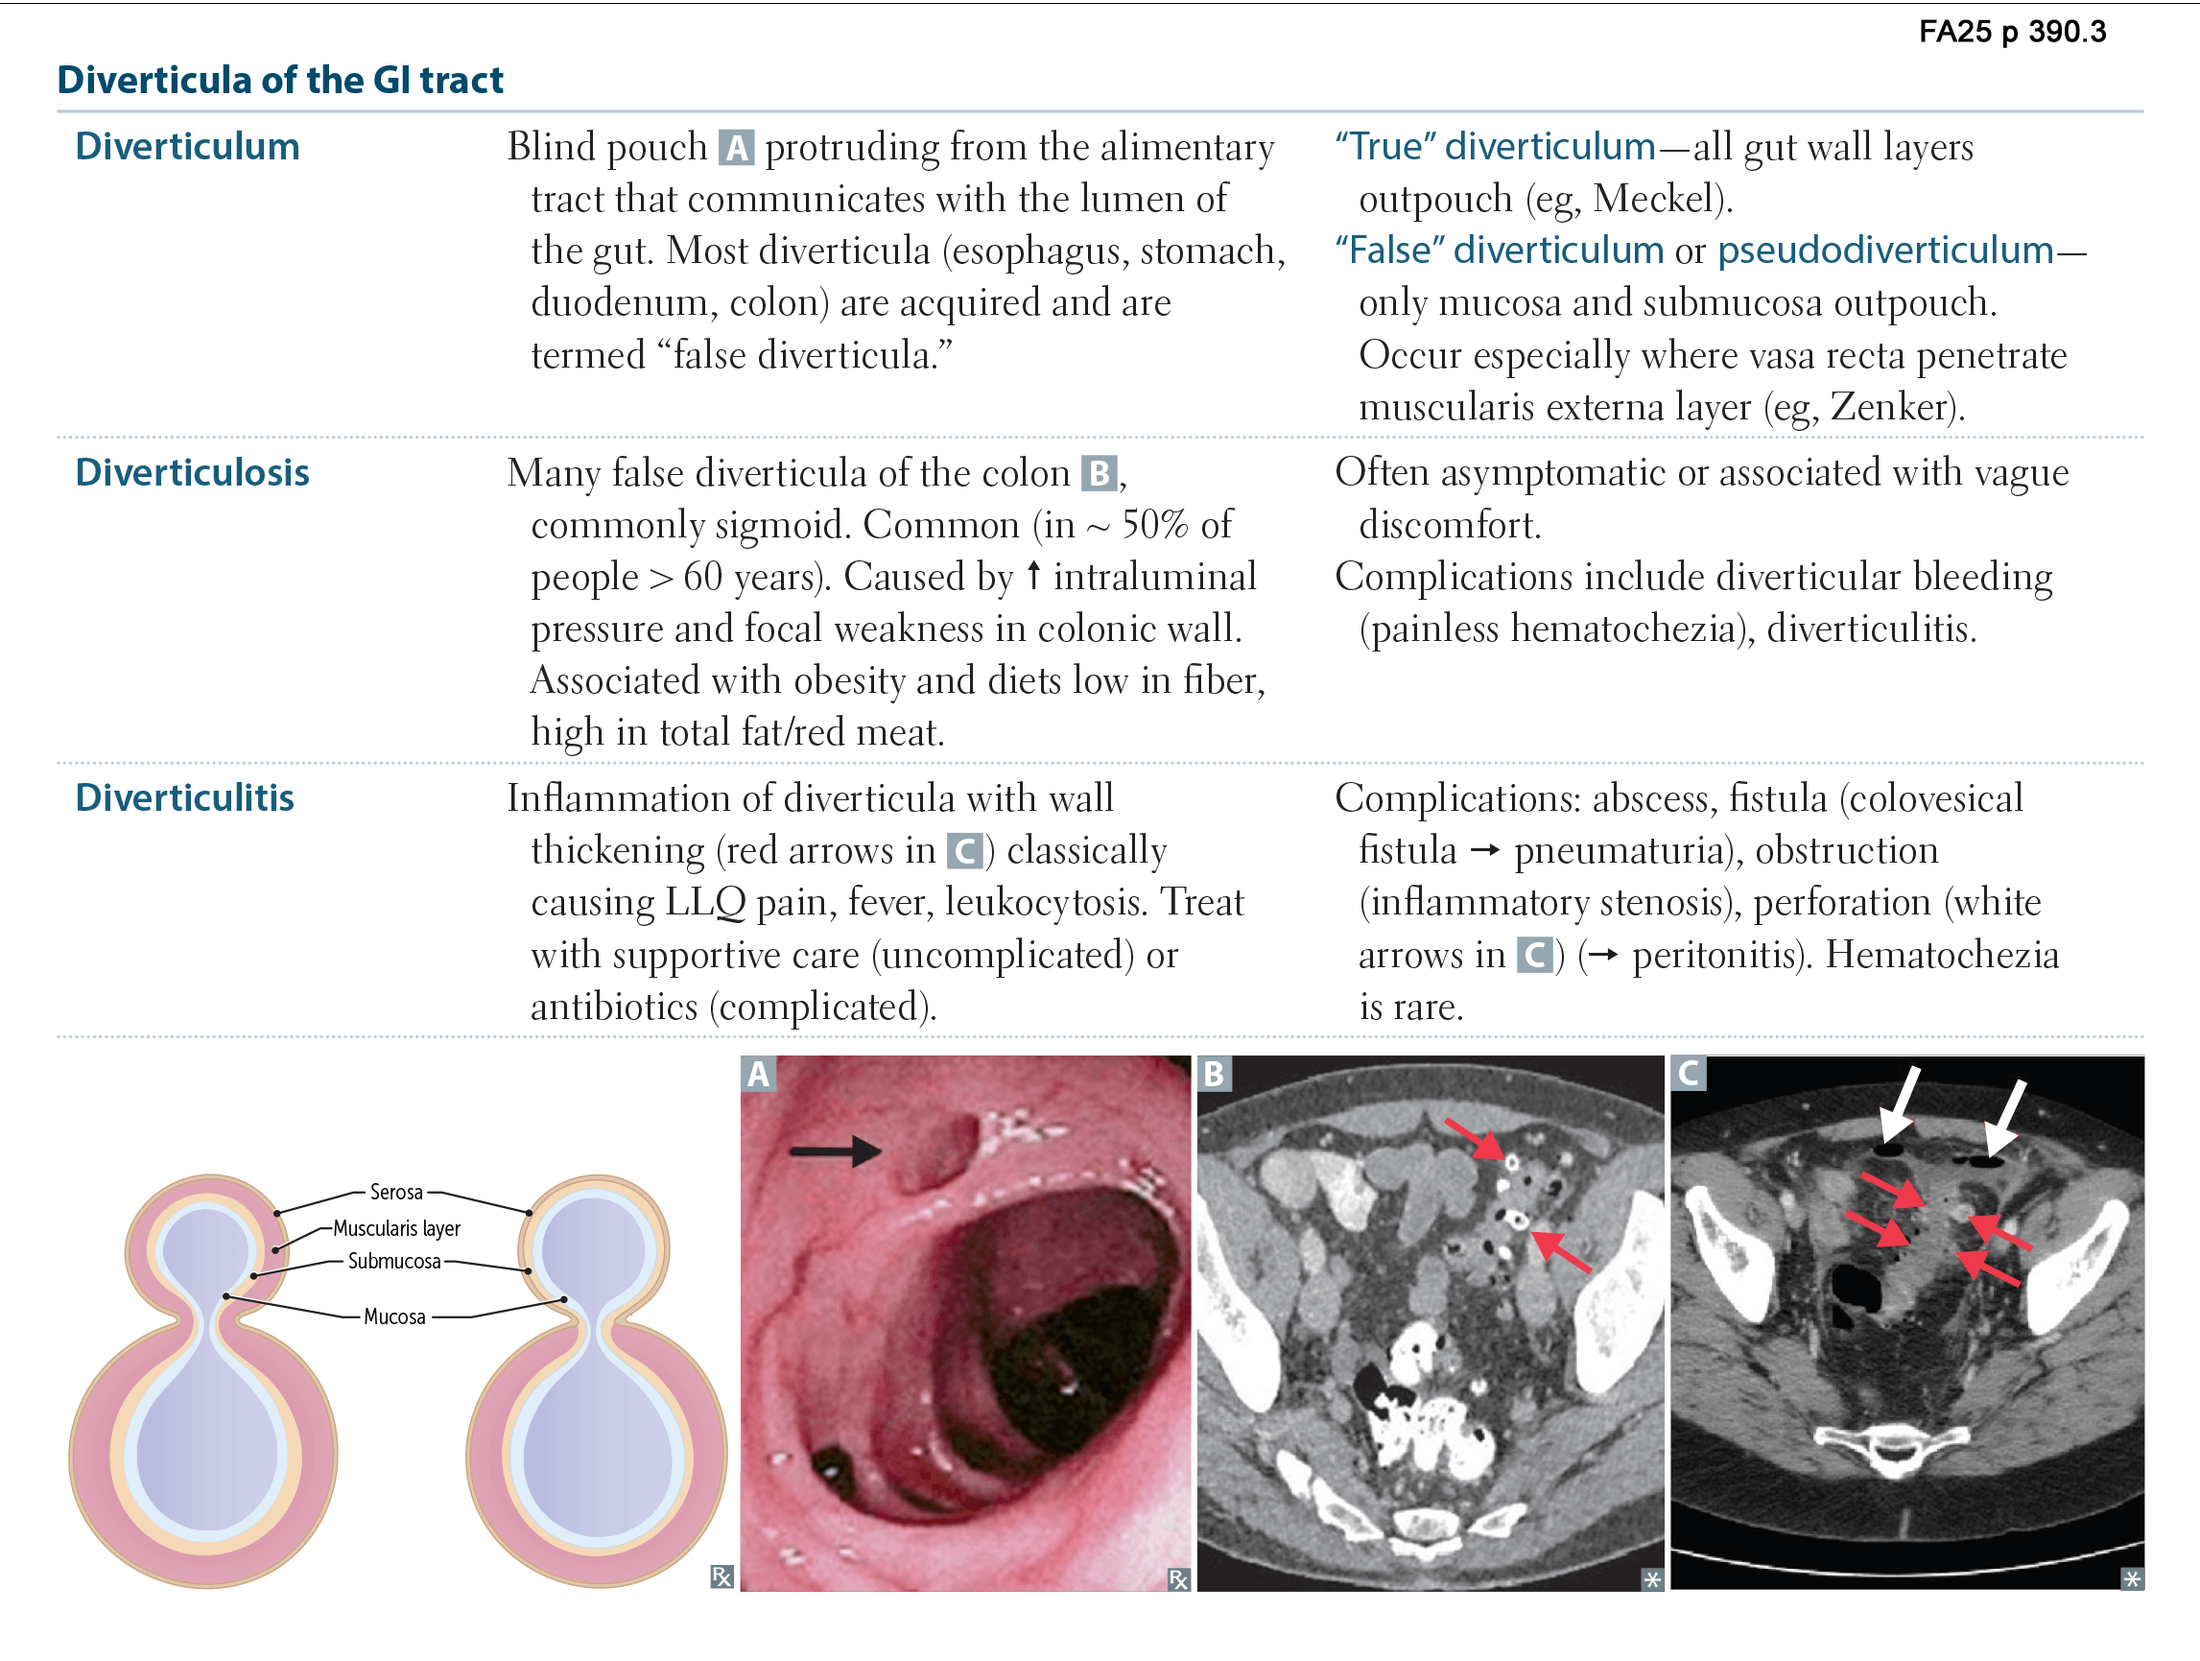 FA25 p 390.3
Diverticula of the GI tract
Diverticulum
Blind pouch A protruding from the alimentary
tract that communicates with the lumen of
the gut. Most diverticula (esophagus, stomach,
duodenum, colon) are acquired and are
termed “false diverticula.”
“True” diverticulum—all gut wall layers
outpouch (eg, Meckel).
“False” diverticulum or pseudodiverticulum—
only mucosa and submucosa outpouch.
Occur especially where vasa recta penetrate
muscularis externa layer (eg, Zenker).
Diverticulosis
Many false diverticula of the colon B,
commonly sigmoid. Common (in ~ 50% of
people > 60 years). Caused by ↑ intraluminal
pressure and focal weakness in colonic wall.
Associated with obesity and diets low in fiber,
high in total fat/red meat.
Often asymptomatic or associated with vague
discomfort.
Complications include diverticular bleeding
(painless hematochezia), diverticulitis.
Diverticulitis
Inflammation of diverticula with wall
thickening (red arrows in C) classically
causing LLQ pain, fever, leukocytosis. Treat
with supportive care (uncomplicated) or
antibiotics (complicated).
Complications: abscess, fistula (colovesical
fistula → pneumaturia), obstruction
(inflammatory stenosis), perforation (white
arrows in C) (→ peritonitis). Hematochezia
is rare.
Serosa
Muscularis layer
Submucosa
Mucosa
℞
A
℞
B
*
C
*